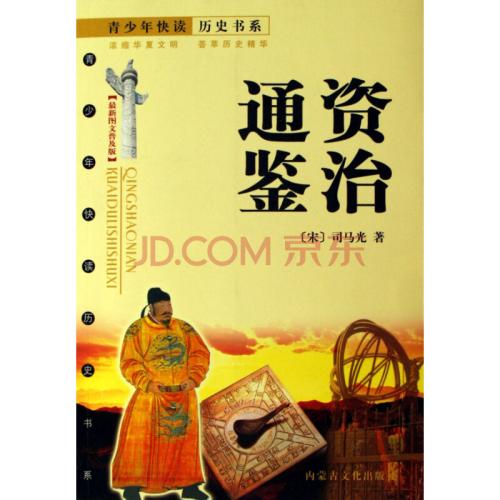 青少年快读 历史书系
浓缩华夏文明 荟萃历史精华
青少年快读历史书系
【最新图文普及版】
QINGSHAONIAN
KUAIDULISHISHUXI
资治
通鉴
〔宋〕司马光 著
JD.COM 京东
内蒙古文化出版社